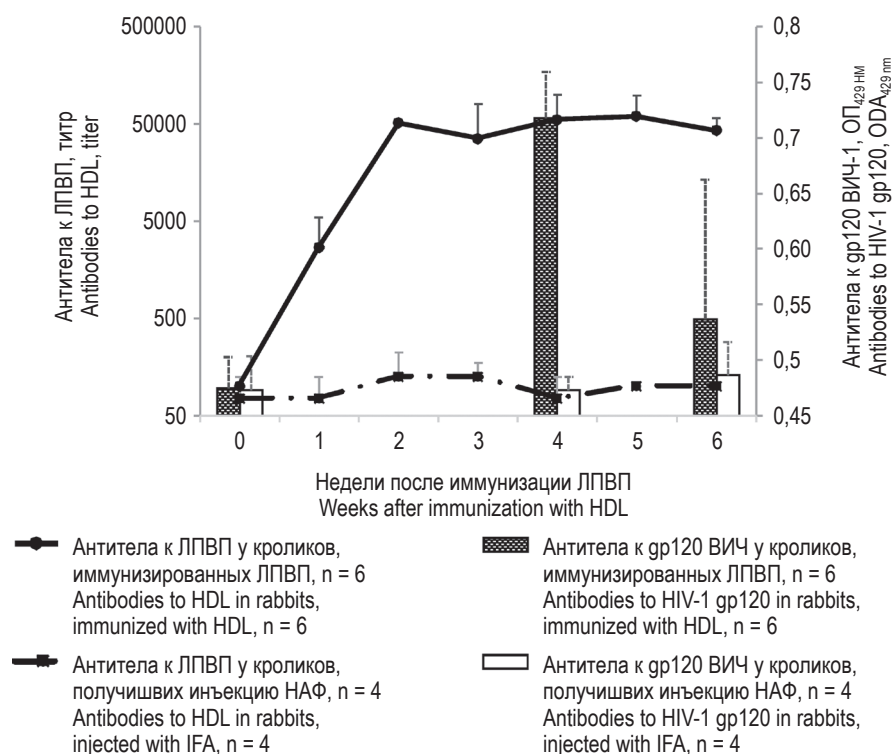 500000
50000
5000
500
50
Антитела к ЛПВП, титр
Antibodies to HDL, titer
0,8
0,75
0,7
0,65
0,60
0,55
0,5
0,45
Антитела к gp120 ВИЧ-1, ОП429 НМ
Antibodies to HIV-1 gp120, ODA429 nm
0 1 2 3 4 5 6
Недели после иммунизации ЛПВП
Weeks after immunization with HDL
Антитела к ЛПВП у кроликов,
иммунизированных ЛПВП, n = 6
Antibodies to HDL in rabbits,
immunized with HDL, n = 6
Антитела к gp120 ВИЧ у кроликов,
иммунизированных ЛПВП, n = 6
Antibodies to HIV-1 gp120 in rabbits,
immunized with HDL, n = 6
Антитела к ЛПВП у кроликов,
получишвих инъекцию НАФ, n = 4
Antibodies to HDL in rabbits,
injected with IFA, n = 4
Антитела к gp120 ВИЧ у кроликов,
получишвих инъекцию НАФ, n = 4
Antibodies to HIV-1 gp120 in rabbits,
injected with IFA, n = 4